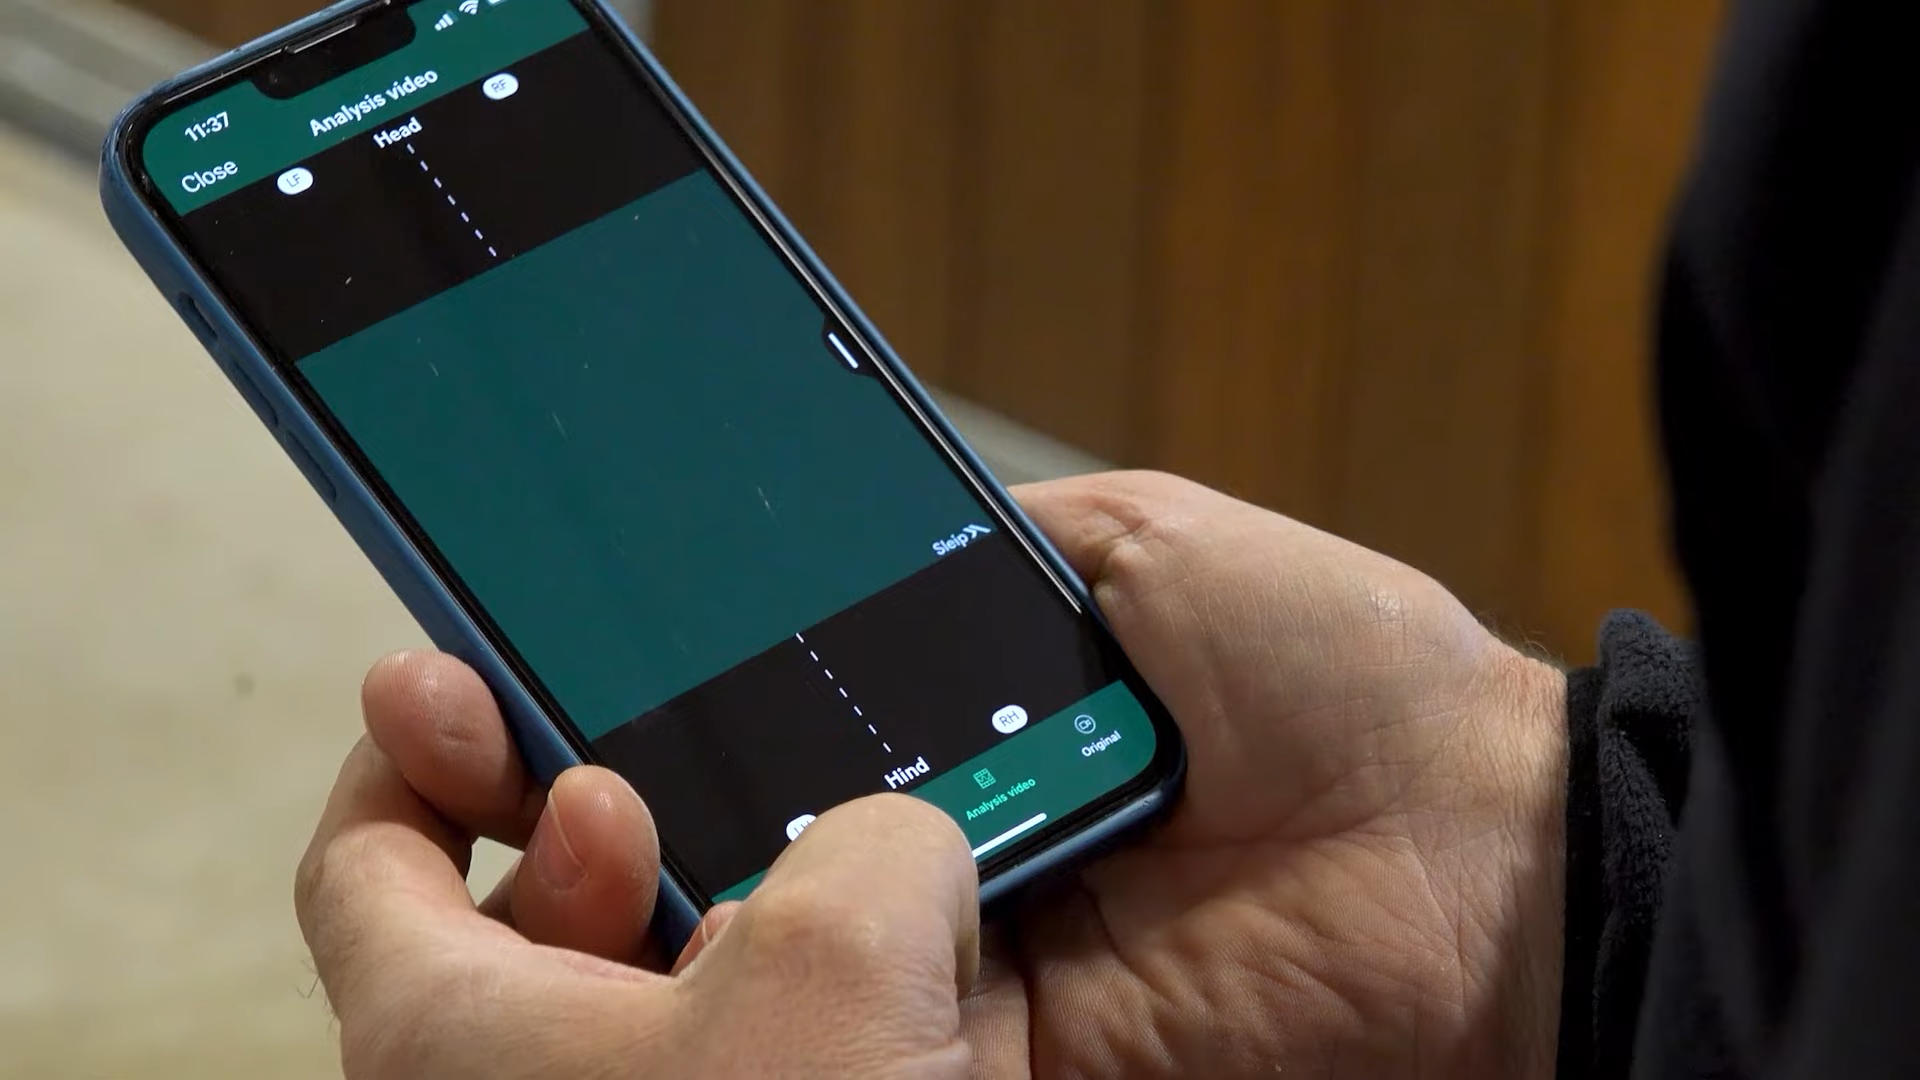 11:37
Analysis video
RF
Head
Close
LF
Sleip
RH
Hind
Original
Analysis video